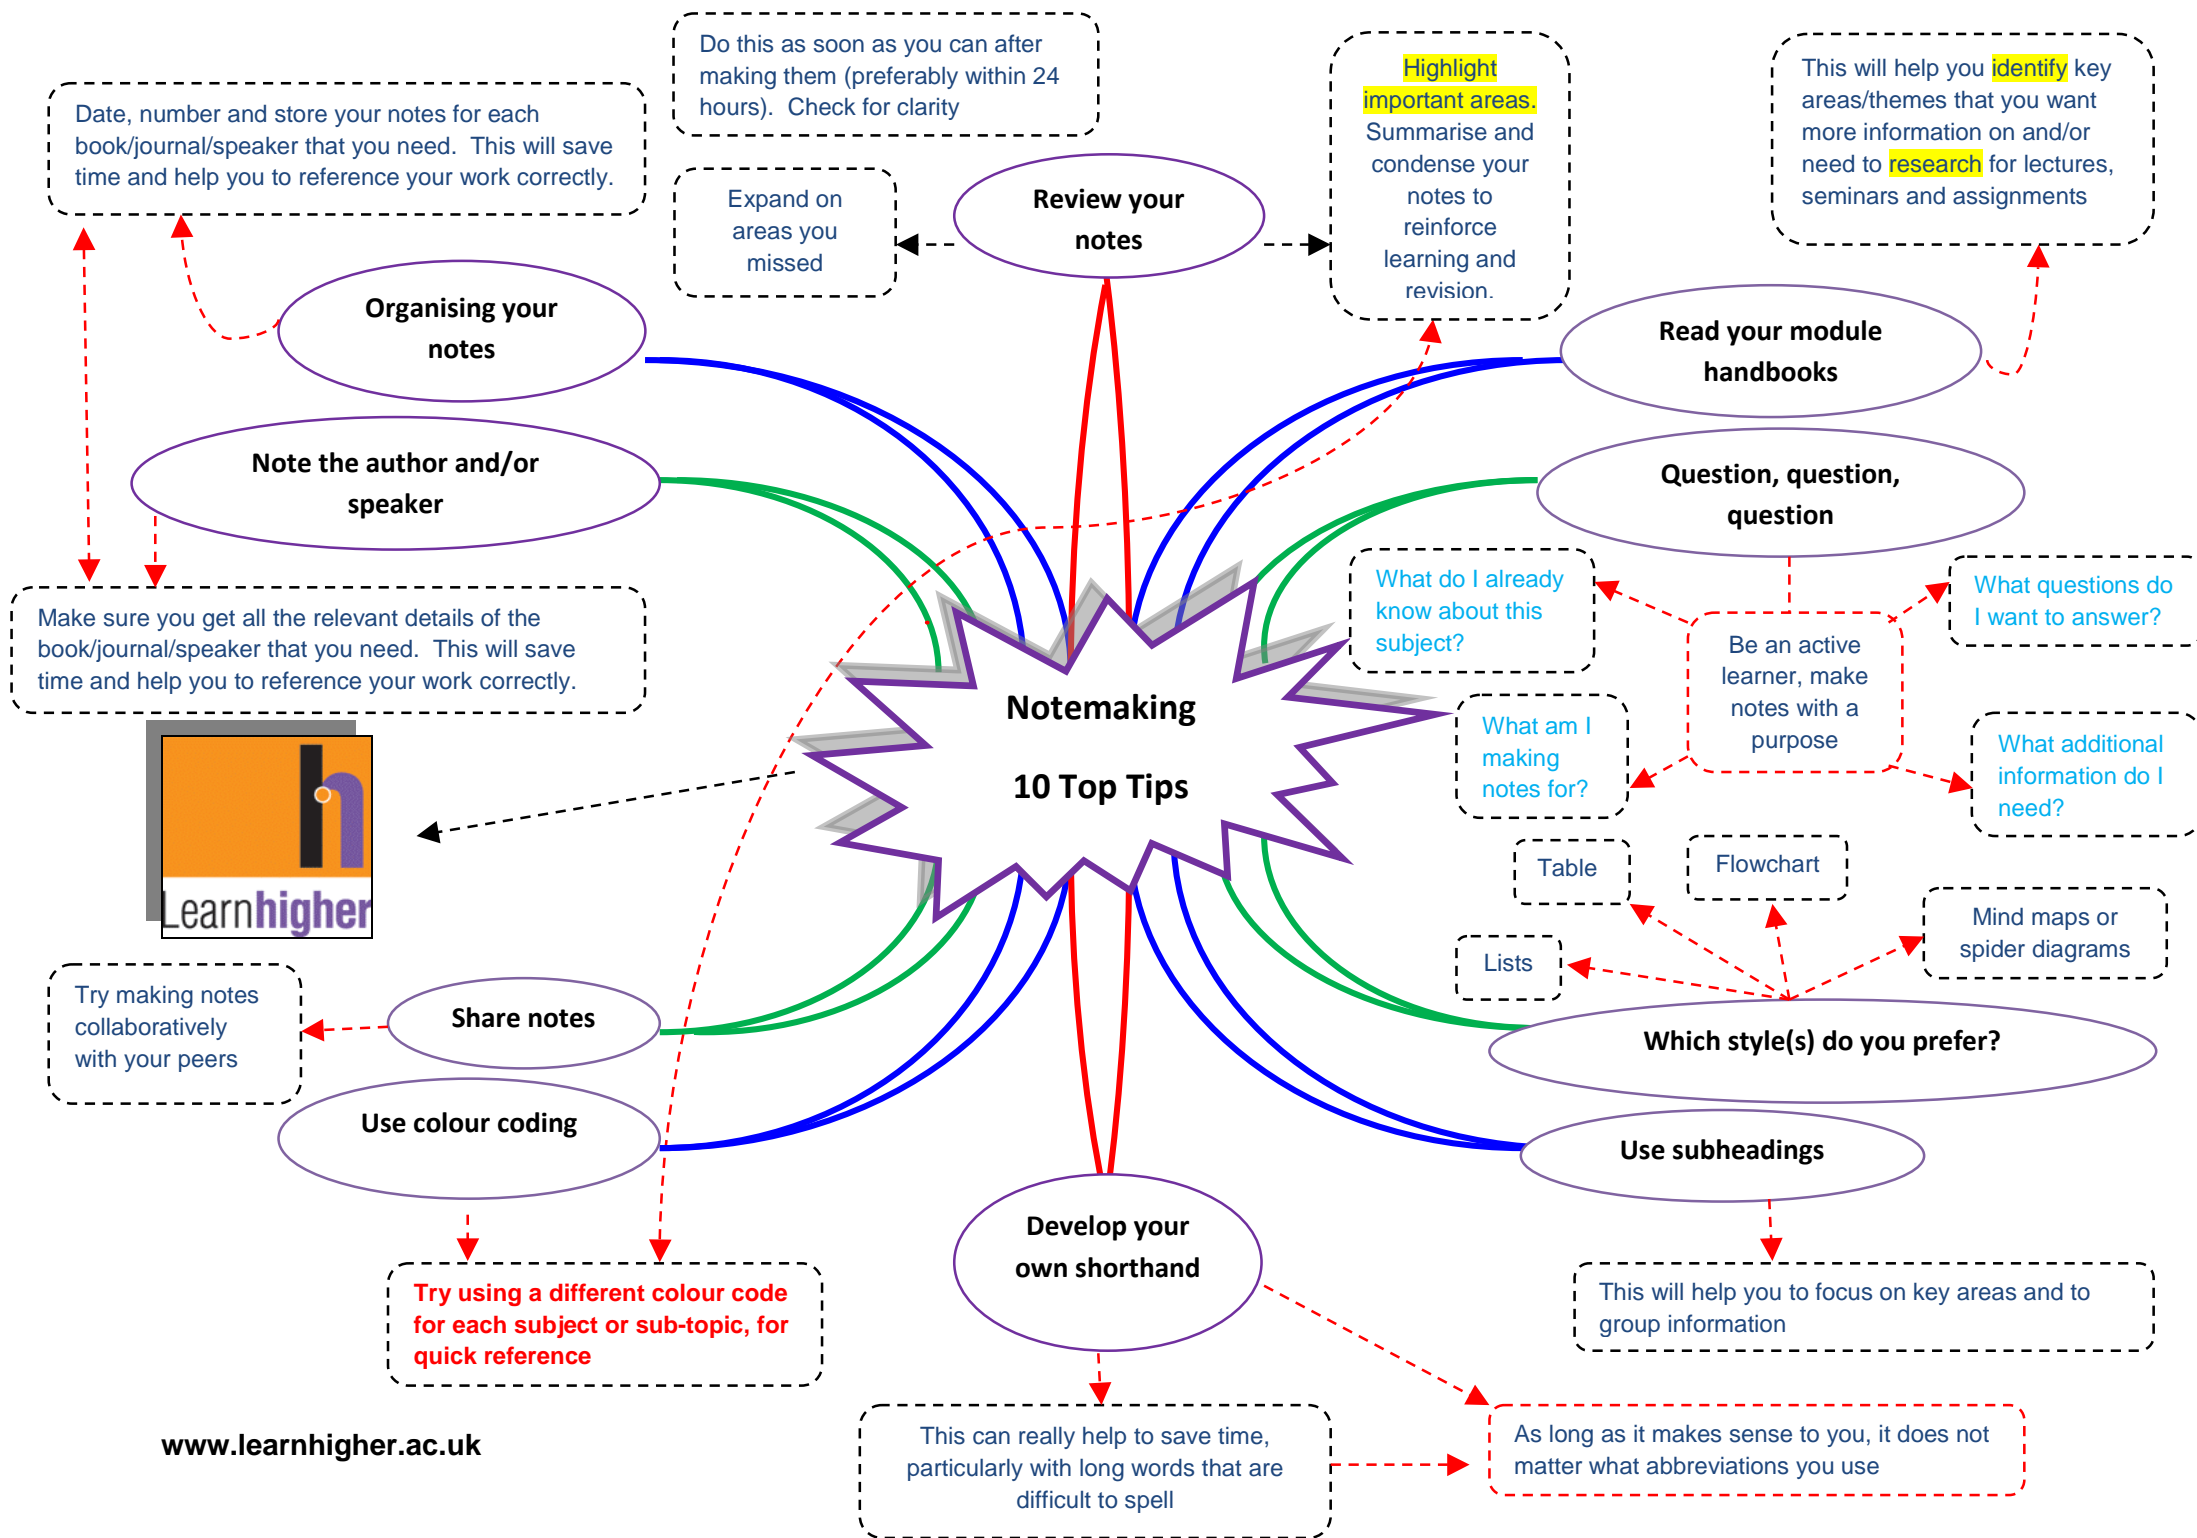 Do this as soon as you can after
making them (preferably within 24
hours).  Check for clarity
Date, number and store your notes for each
book/journal/speaker that you need.  This will save
time and help you to reference your work correctly.
Expand on
areas you
missed
Review your
notes
Highlight
important areas.
Summarise and
condense your
notes to
reinforce
learning and
revision.
This will help you identify key
areas/themes that you want
more information on and/or
need to research for lectures,
seminars and assignments
Organising your
notes
Read your module
handbooks
Note the author and/or
speaker
Question, question,
question
Make sure you get all the relevant details of the
book/journal/speaker that you need.  This will save
time and help you to reference your work correctly.
What do I already
know about this
subject?
What questions do
I want to answer?
Be an active
learner, make
notes with a
purpose
What am I
making
notes for?
What additional
information do I
need?
Notemaking
10 Top Tips
Learnhigher
Table
Flowchart
Lists
Mind maps or
spider diagrams
Which style(s) do you prefer?
Try making notes
collaboratively
with your peers
Share notes
Use colour coding
Use subheadings
Develop your
own shorthand
Try using a different colour code
for each subject or sub-topic, for
quick reference
This will help you to focus on key areas and to
group information
This can really help to save time,
particularly with long words that are
difficult to spell
As long as it makes sense to you, it does not
matter what abbreviations you use
www.learnhigher.ac.uk